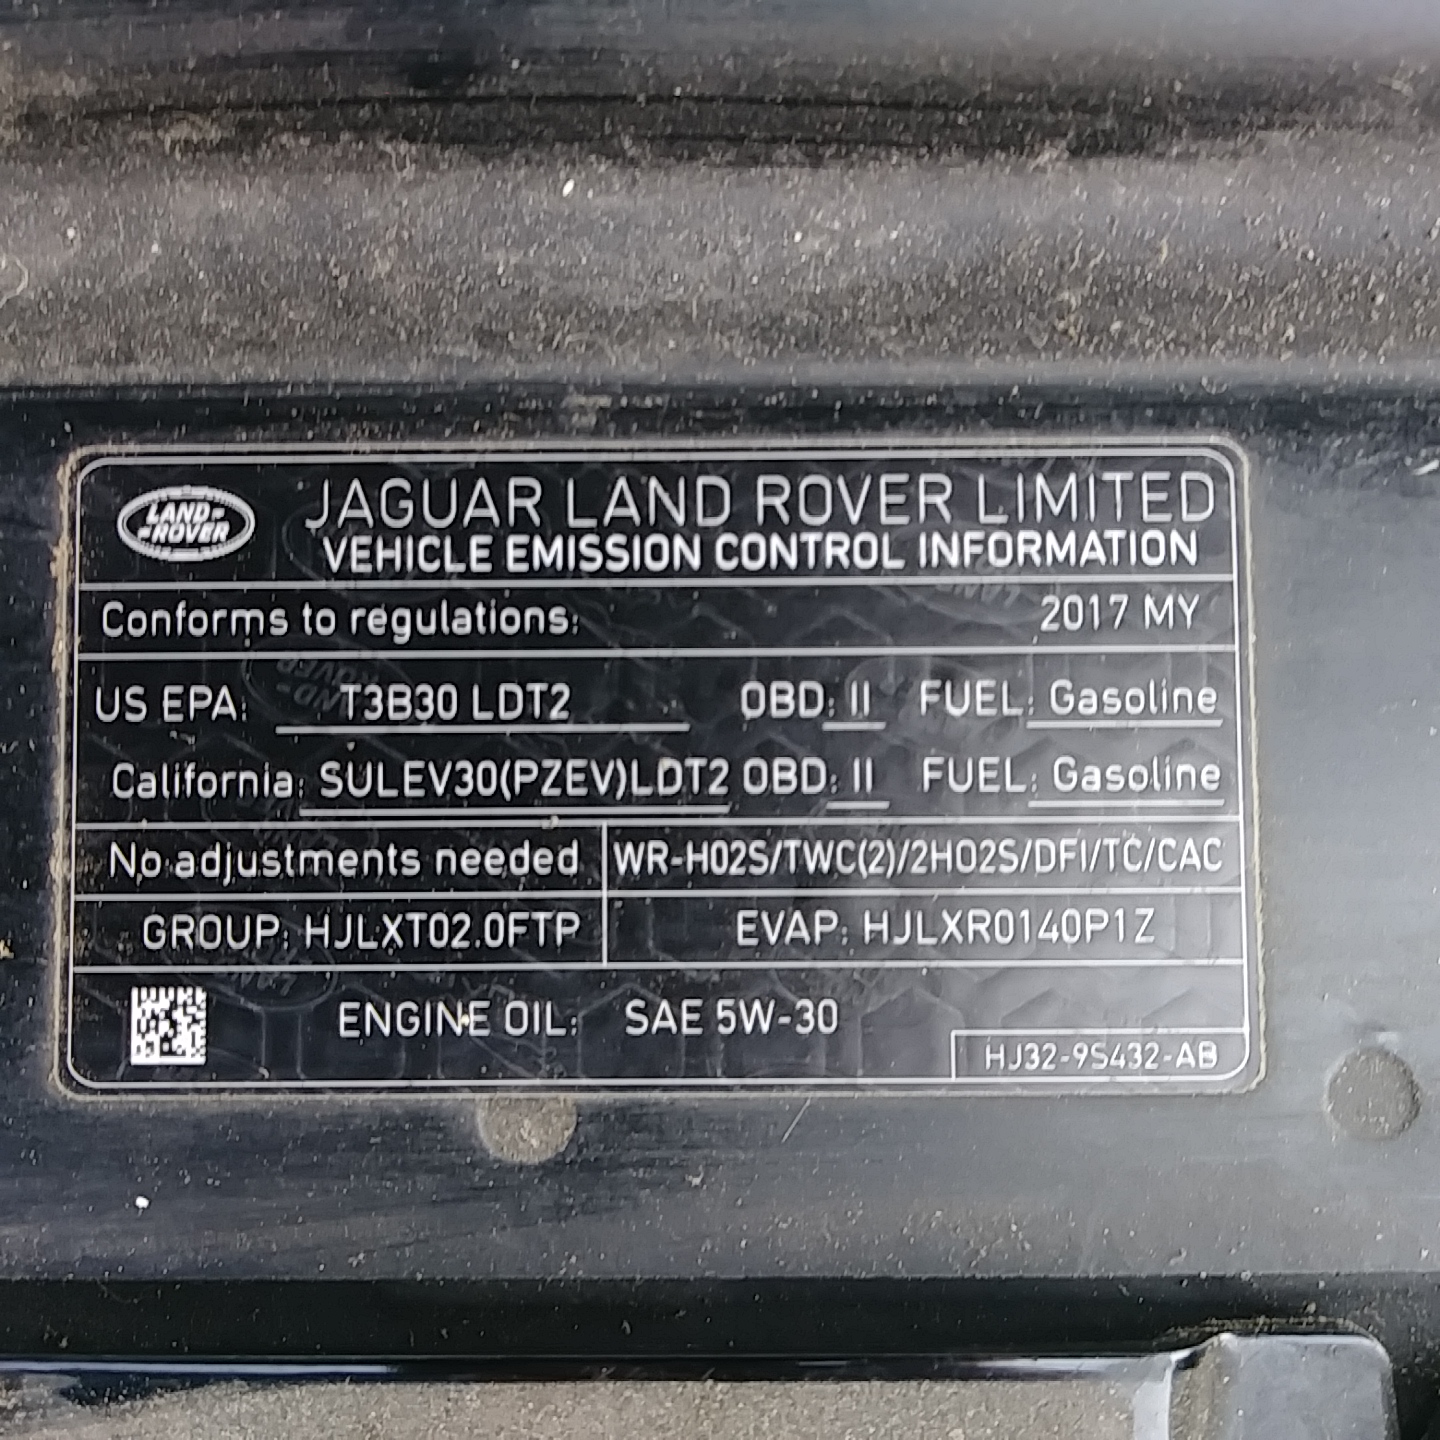 LAND-
-ROVER
JAGUAR LAND ROVER LIMITED
VEHICLE EMISSION CONTROL INFORMATION
Conforms to regulations: 2017 MY
US EPA: T3B30 LDT2 OBD: II FUEL: Gasoline
California: SULEV30(PZEV)LDT2 OBD: II FUEL: Gasoline
No adjustments needed WR-HO2S/TWC(2)/2HO2S/DFI/TC/CAC
GROUP: HJLXT02.0FTP EVAP: HJLXR0140P1Z
ENGINE OIL: SAE 5W-30
HJ32-9S432-AB